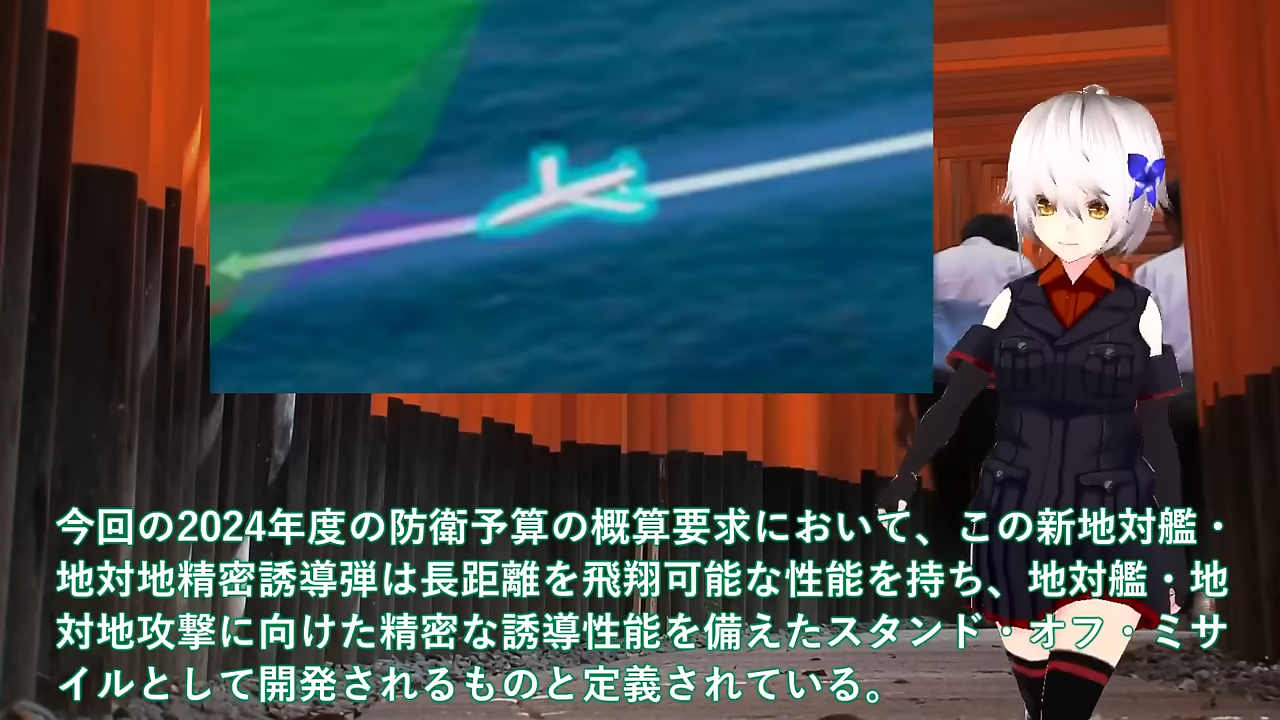 今回の2024年度の防衛予算の概算要求において、この新地対艦・
地対地精密誘導弾は長距離を飛翔可能な性能を持ち、地対艦・地
対地攻撃に向けた精密な誘導性能を備えたスタンド・オフ・ミサ
イルとして開発されるものと定義されている。